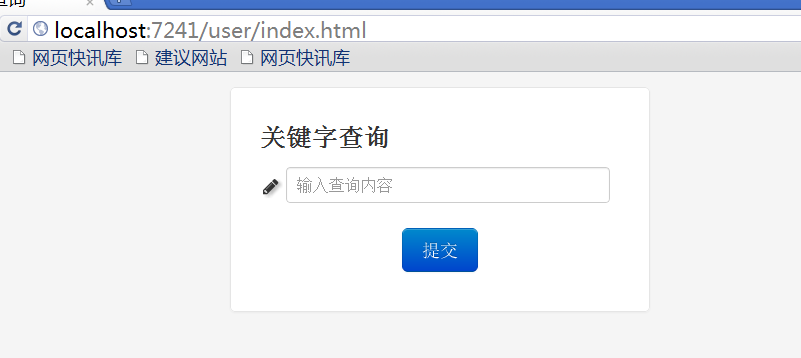 查询
localhost:7241/user/index.html
网页快讯库 建议网站 网页快讯库
关键字查询
输入查询内容
提交